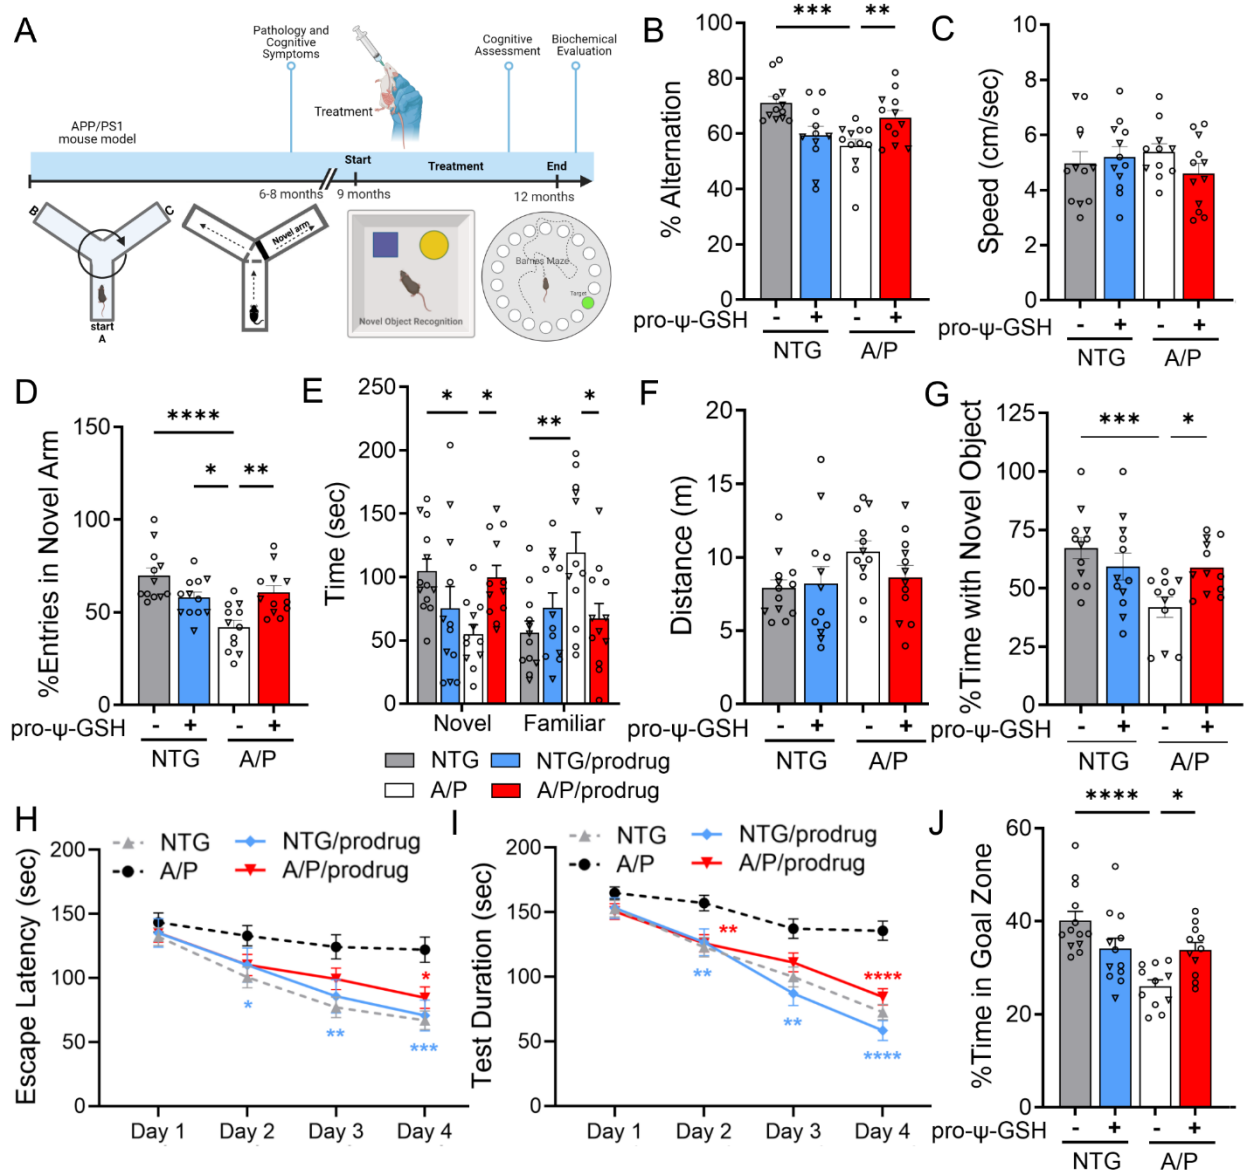 A
Pathology and
Cognitive
Symptoms
Cognitive
Assessment
Biochemical
Evaluation
Treatment
APP/PS1
mouse model
Start
Treatment
End
6-8 months
9 months
12 months
B
C
start
A
Novel arm
Novel Object Recognition
Barnes Maze
Target
B
***
**
% Alternation
100
80
60
40
20
0
pro-ψ-GSH
- + - +
NTG
A/P
C
Speed (cm/sec)
10
8
6
4
2
0
- + - +
NTG
A/P
D
****
*
**
%Entries in Novel Arm
150
100
50
0
pro-ψ-GSH
- + - +
NTG
A/P
E
*
*
**
*
Time (sec)
250
200
150
100
50
0
Novel
Familiar
NTG
NTG/prodrug
A/P
A/P/prodrug
F
Distance (m)
20
15
10
5
0
pro-ψ-GSH
- + - +
NTG
A/P
G
***
*
%Time with Novel Object
125
100
75
50
25
0
pro-ψ-GSH
- + - +
NTG
A/P
H
NTG
NTG/prodrug
A/P
A/P/prodrug
Escape Latency (sec)
200
150
100
50
0
*
*
**
***
Day 1
Day 2
Day 3
Day 4
I
NTG
NTG/prodrug
A/P
A/P/prodrug
Test Duration (sec)
200
150
100
50
0
**
**
**
****
****
Day 1
Day 2
Day 3
Day 4
J
****
*
%Time in Goal Zone
60
40
20
0
pro-ψ-GSH
- + - +
NTG
A/P